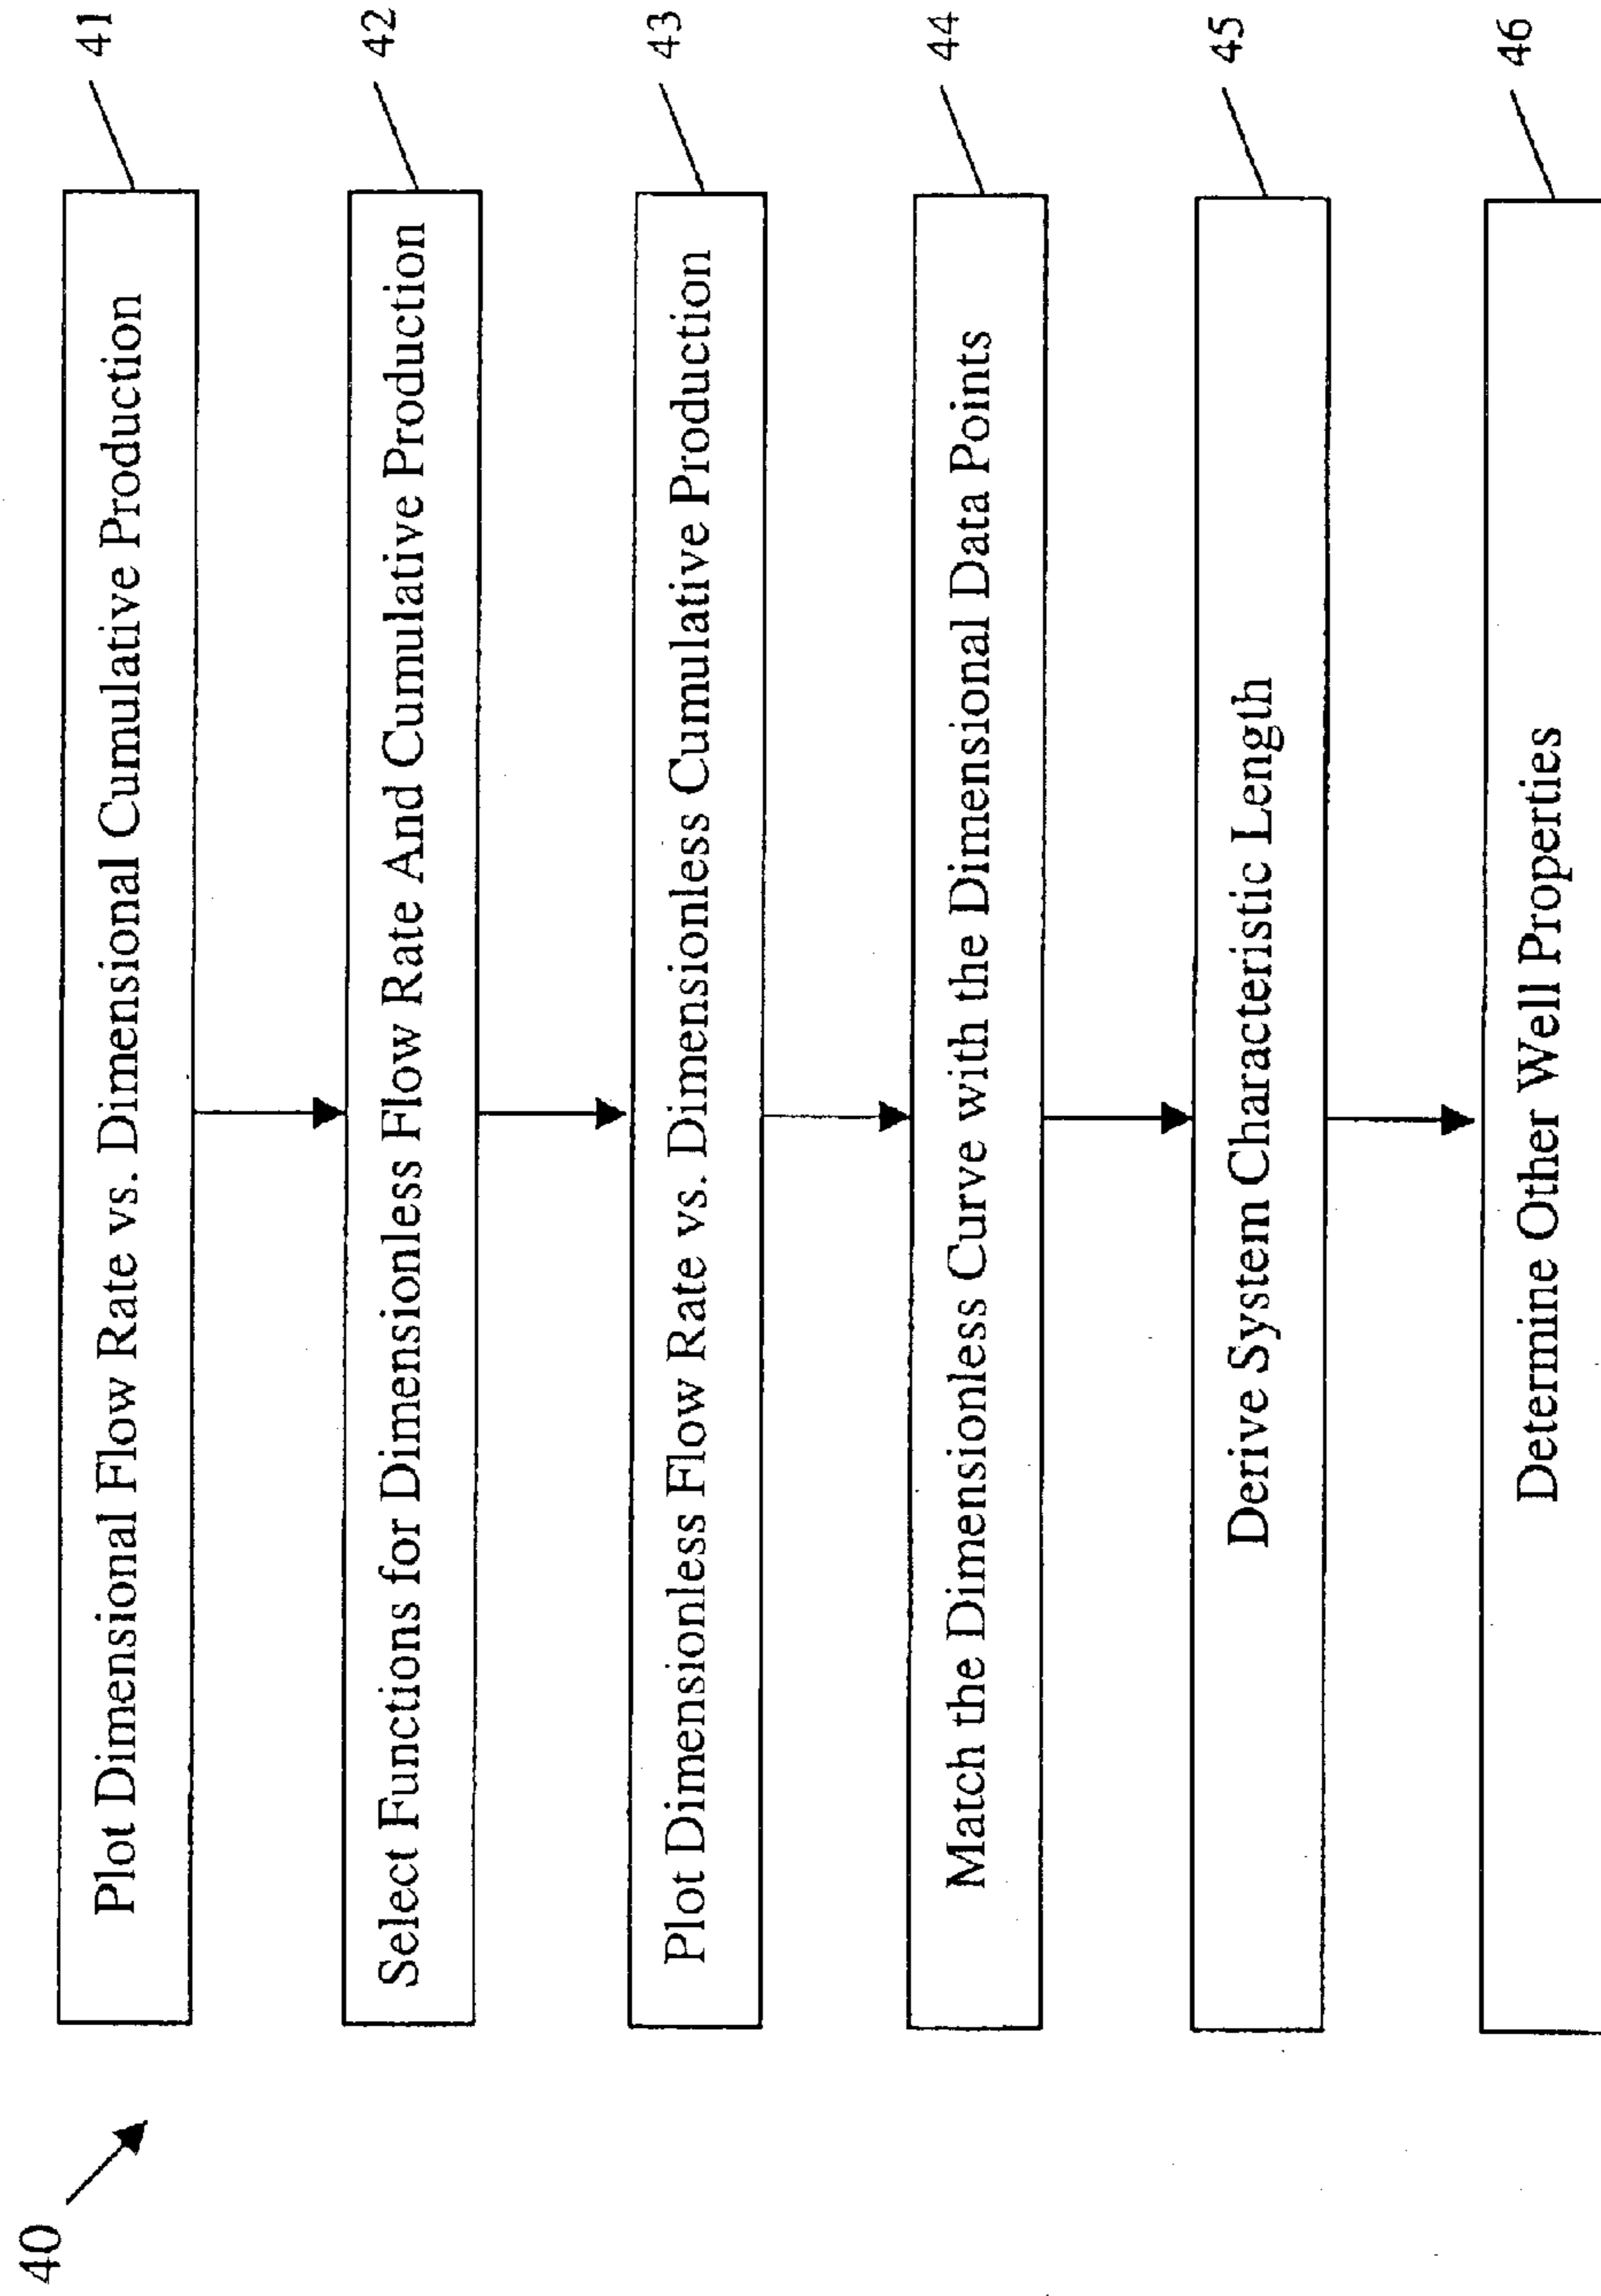 40
Plot Dimensional Flow Rate vs. Dimensional Cumulative Production
41
Select Functions for Dimensionless Flow Rate And Cumulative Production
42
Plot Dimensionless Flow Rate vs. Dimensionless Cumulative Production
43
Match the Dimensionless Curve with the Dimensional Data Points
44
Derive System Characteristic Length
45
Determine Other Well Properties
46